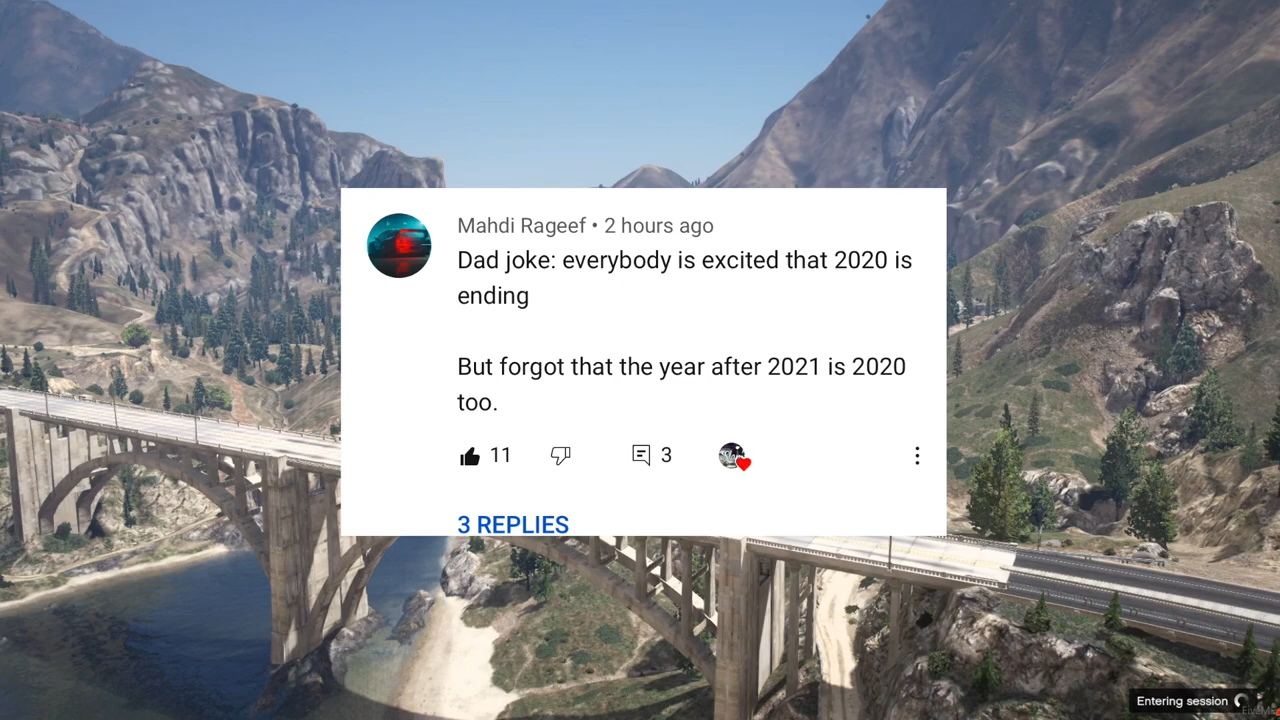 Mahdi Rageef • 2 hours ago
Dad joke: everybody is excited that 2020 is
ending
But forgot that the year after 2021 is 2020
too.
11
3
3 REPLIES
Entering session